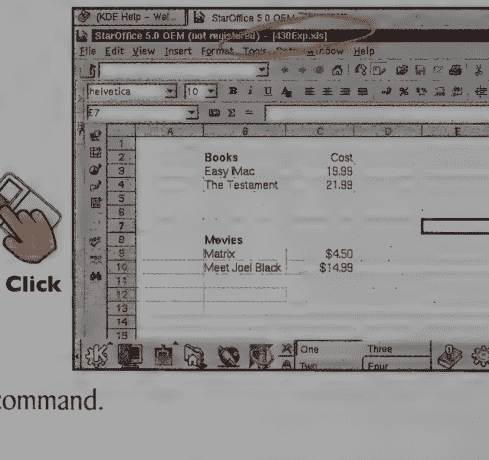 (KDE Help - Wel... StarOffice 5.0 OEM
StarOffice 5.0 OEM (not registered) - [430Exp.xls]
File Edit View Insert Format Tools Data Window Help
helvetica 10 B i U A
E7 Σ =
A B C D E
1
2 Books Cost
3 Easy iMac 19.99
4 The Testament 21.99
5
6
7
8 Movies
9 Matrix $4.50
10 Meet Joel Black $14.99
11
12
13
14
15
One Three
Two Four
Click
command.